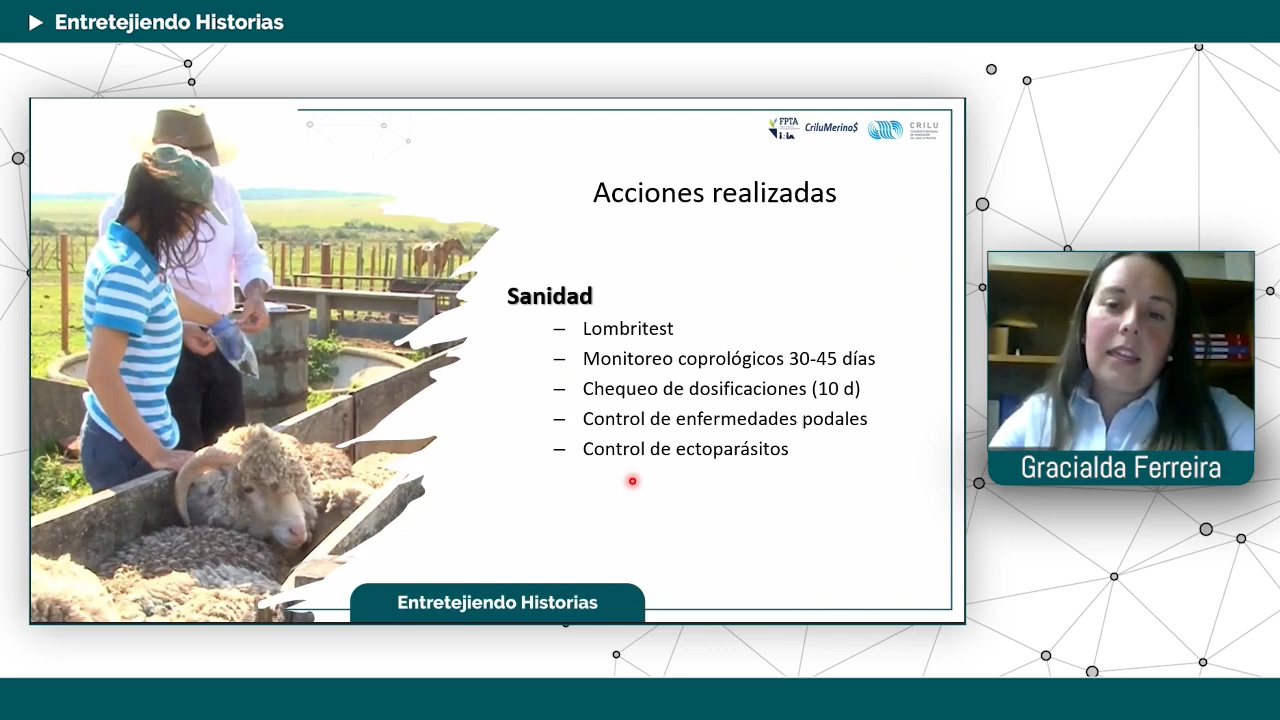 Entretejiendo Historias
FPTA
CriluMerino$
CRILU
Acciones realizadas
Sanidad
– Lombritest
– Monitoreo coprológicos 30-45 días
– Chequeo de dosificaciones (10 d)
– Control de enfermedades podales
– Control de ectoparásitos
Gracialda Ferreira
Entretejiendo Historias